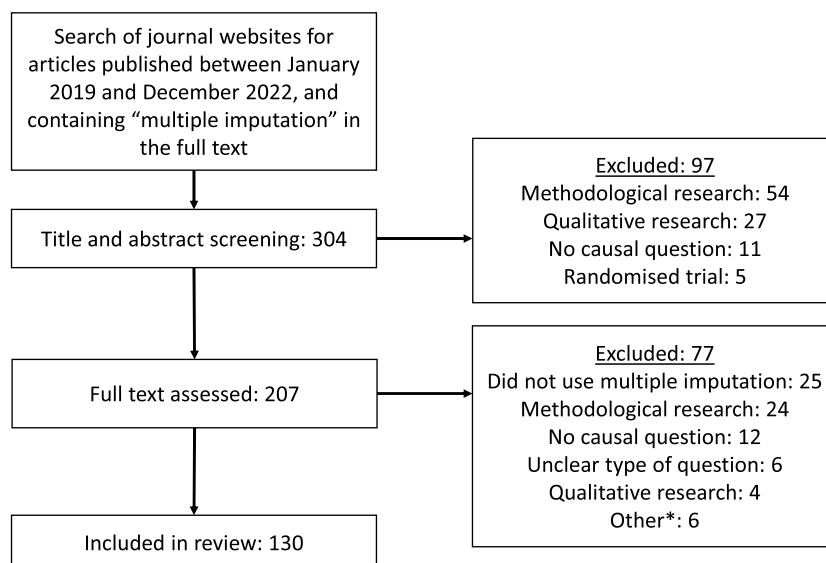 Search of journal websites for
articles published between January
2019 and December 2022, and
containing “multiple imputation” in
the full text
Excluded: 97
Methodological research: 54
Qualitative research: 27
No causal question: 11
Randomised trial: 5
Title and abstract screening: 304
Excluded: 77
Did not use multiple imputation: 25
Methodological research: 24
No causal question: 12
Unclear type of question: 6
Qualitative research: 4
Other*: 6
Full text assessed: 207
Included in review: 130